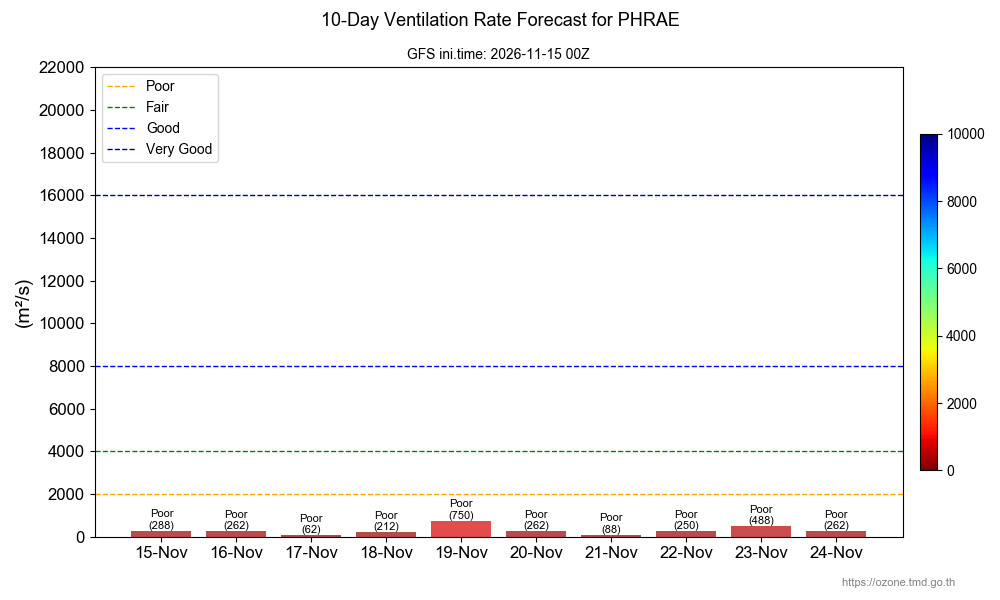 10-Day Ventilation Rate Forecast for PHRAE
GFS ini.time: 2026-11-15 00Z
22000
20000
18000
16000
14000
12000
10000
8000
6000
4000
2000
0
(m²/s)
Poor
Fair
Good
Very Good
Poor
(288)
Poor
(262)
Poor
(62)
Poor
(212)
Poor
(750)
Poor
(262)
Poor
(88)
Poor
(250)
Poor
(488)
Poor
(262)
15-Nov 16-Nov 17-Nov 18-Nov 19-Nov 20-Nov 21-Nov 22-Nov 23-Nov 24-Nov
10000
8000
6000
4000
2000
0
https://ozone.tmd.go.th